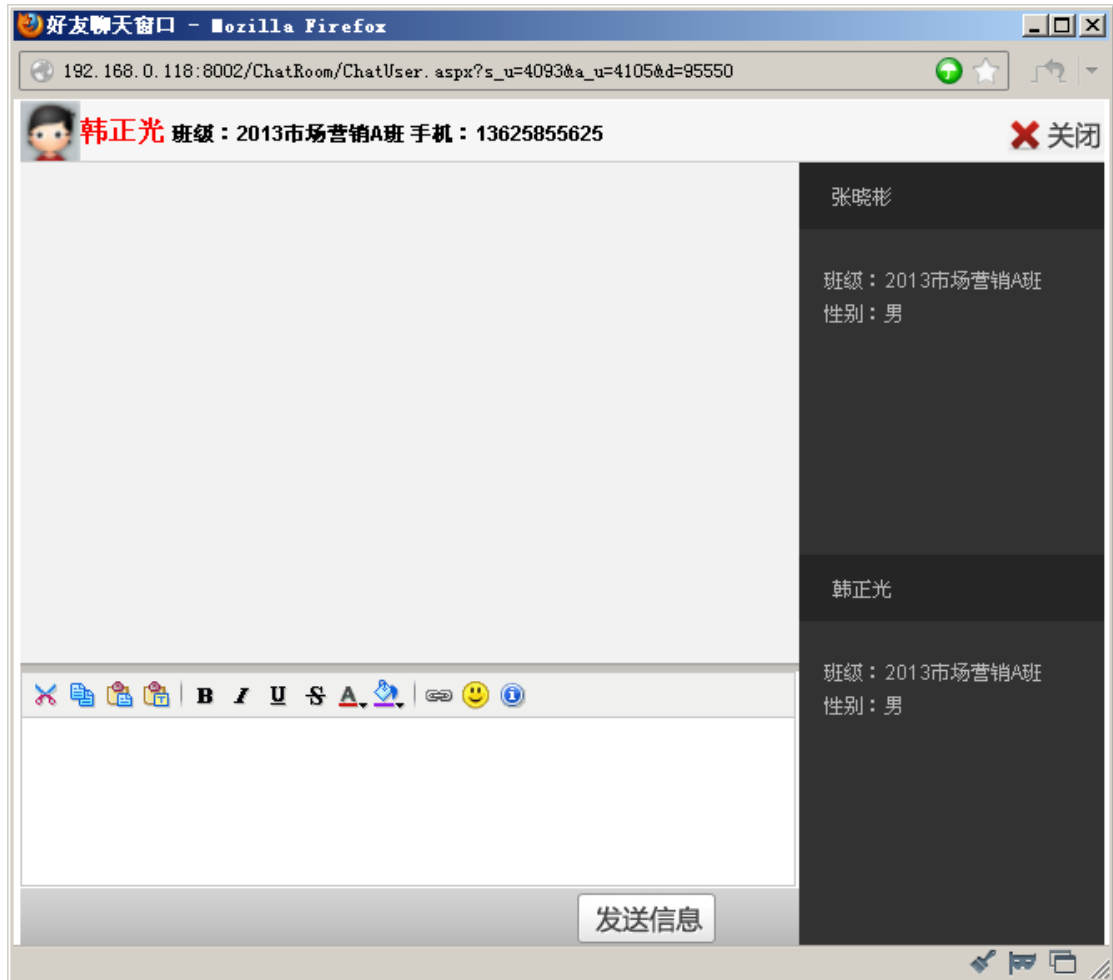 好友聊天窗口 - Mozilla Firefox
192.168.0.118:8002/ChatRoom/ChatUser.aspx?s_u=4093&a_u=4105&d=95550
韩正光 班级：2013市场营销A班 手机：13625855625
关闭
张晓彬
班级：2013市场营销A班
性别：男
韩正光
班级：2013市场营销A班
性别：男
B I U S A
发送信息